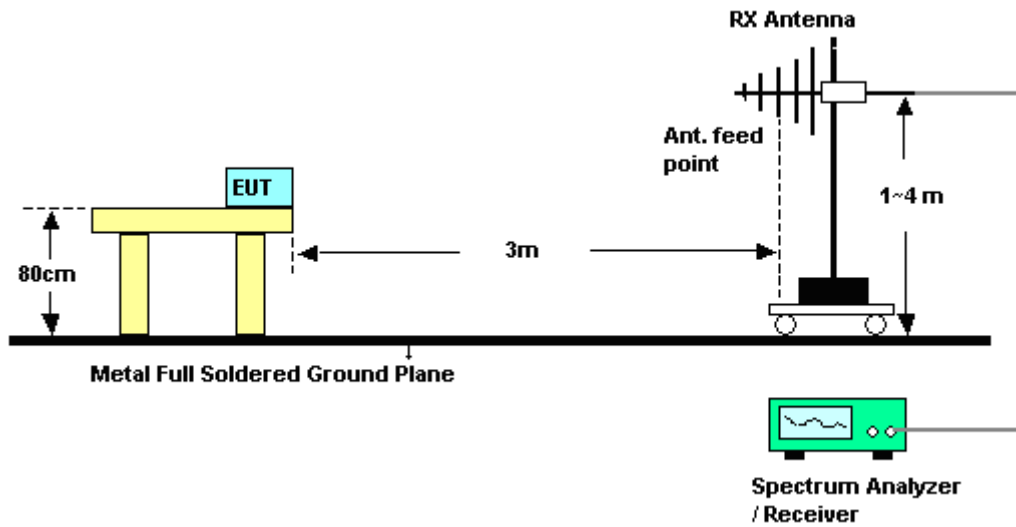 RX Antenna
Ant. feed
point
EUT
1~4 m
3m
80cm
Metal Full Soldered Ground Plane
Spectrum Analyzer
/ Receiver